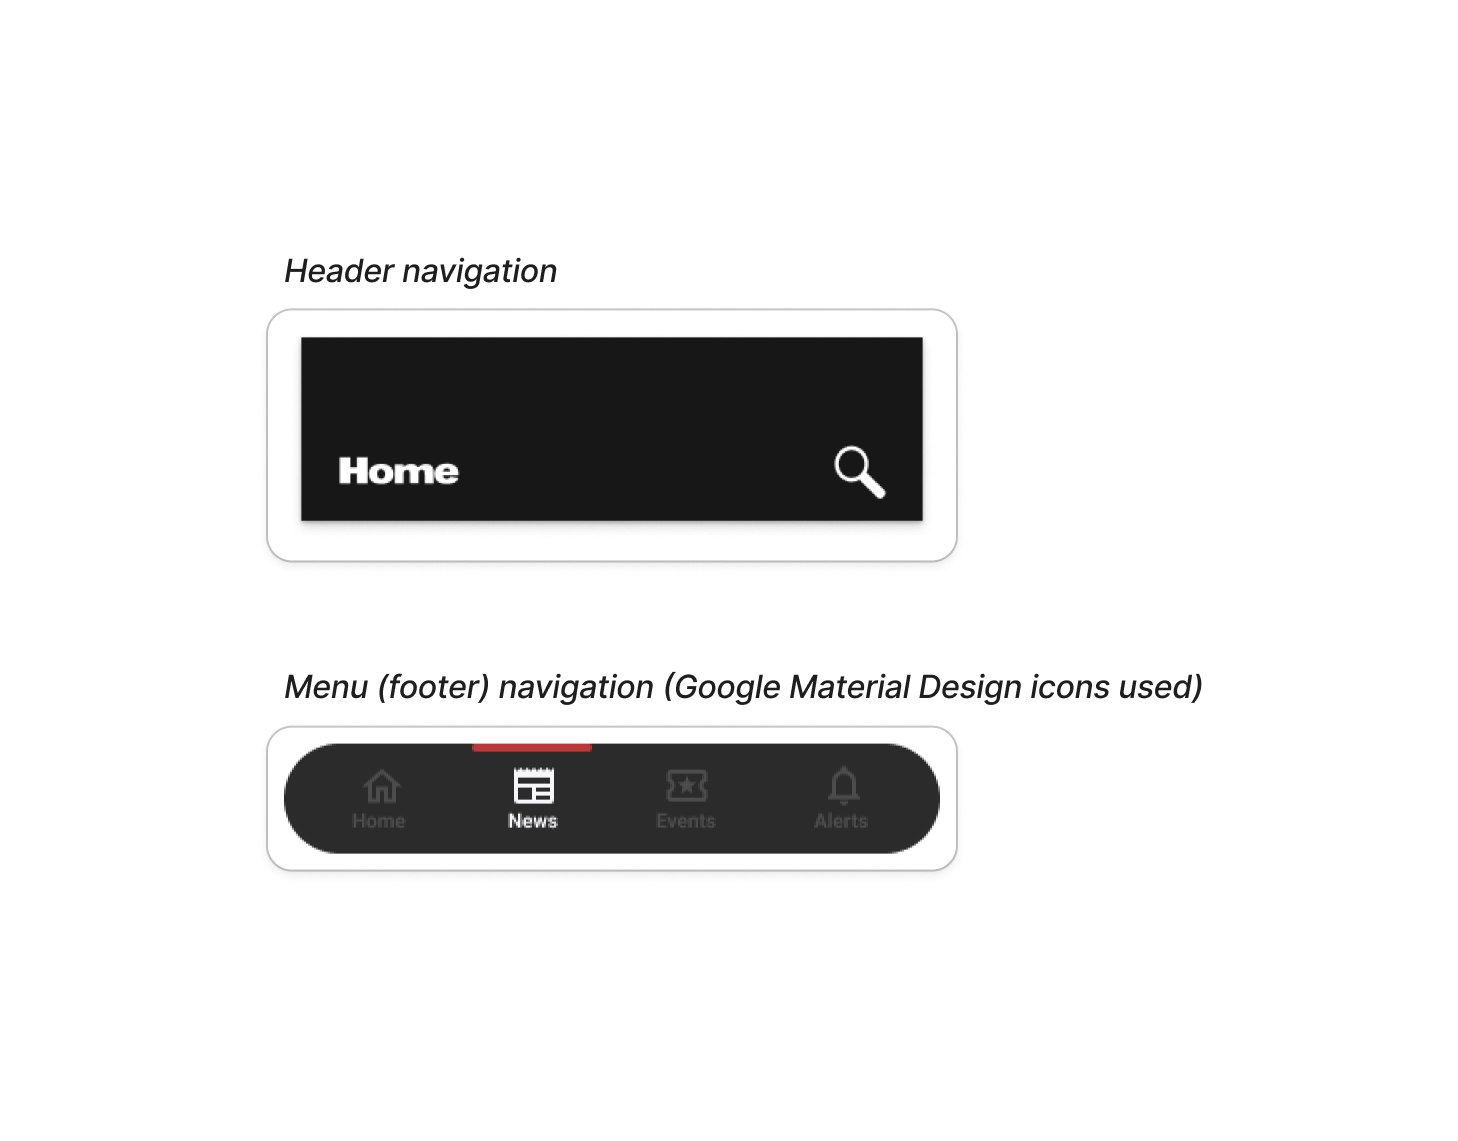 Header navigation
Home
Menu (footer) navigation (Google Material Design icons used)
Home News Events Alerts